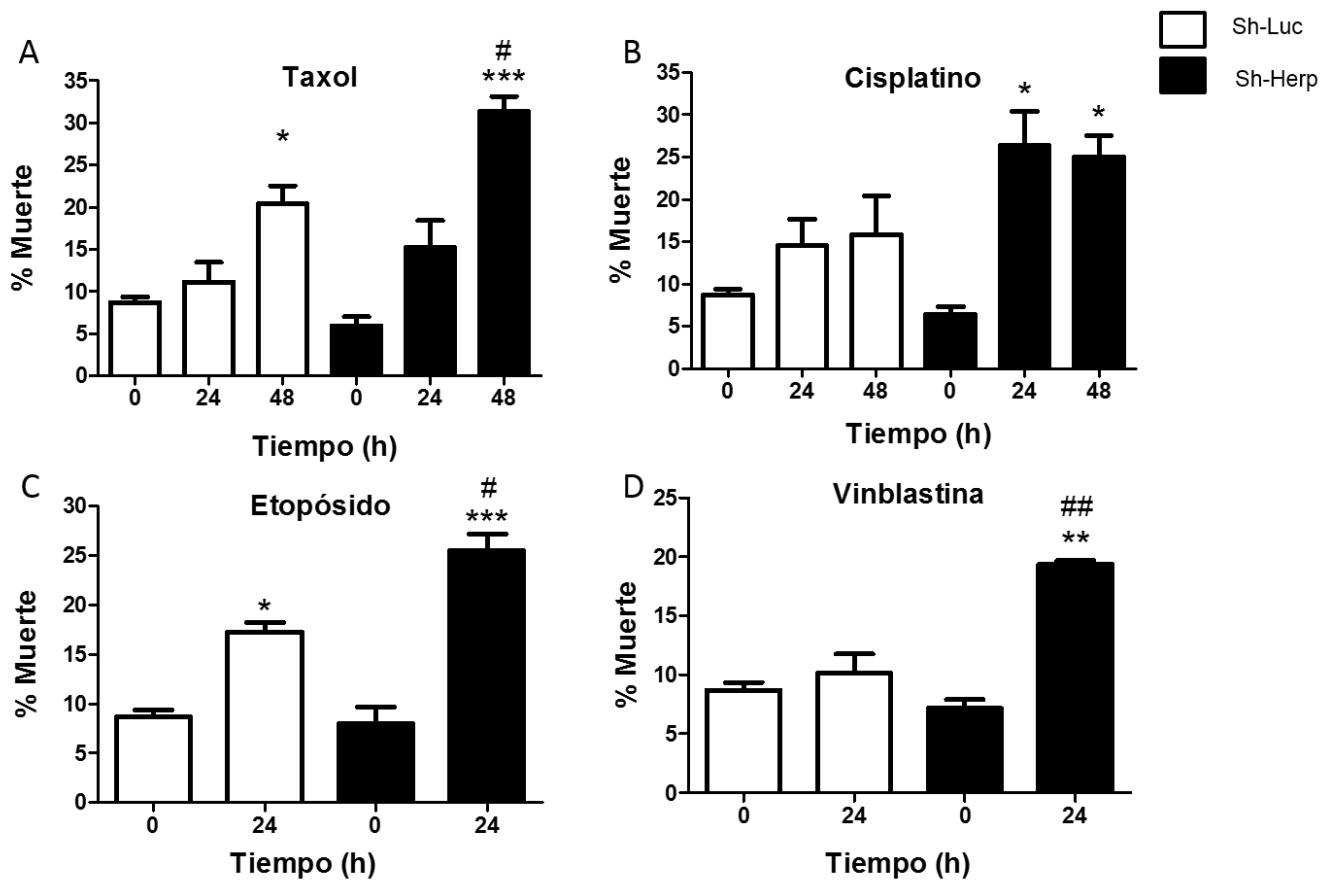 Sh-Luc
Sh-Herp
A
Taxol
#
***
*
35
30
25
20
15
10
5
0
% Muerte
0 24 48 0 24 48
Tiempo (h)
B
Cisplatino
* *
35
30
25
20
15
10
5
0
% Muerte
0 24 48 0 24 48
Tiempo (h)
C
Etopósido
#
***
*
30
25
20
15
10
5
0
% Muerte
0 24 0 24
Tiempo (h)
D
Vinblastina
##
**
25
20
15
10
5
0
% Muerte
0 24 0 24
Tiempo (h)